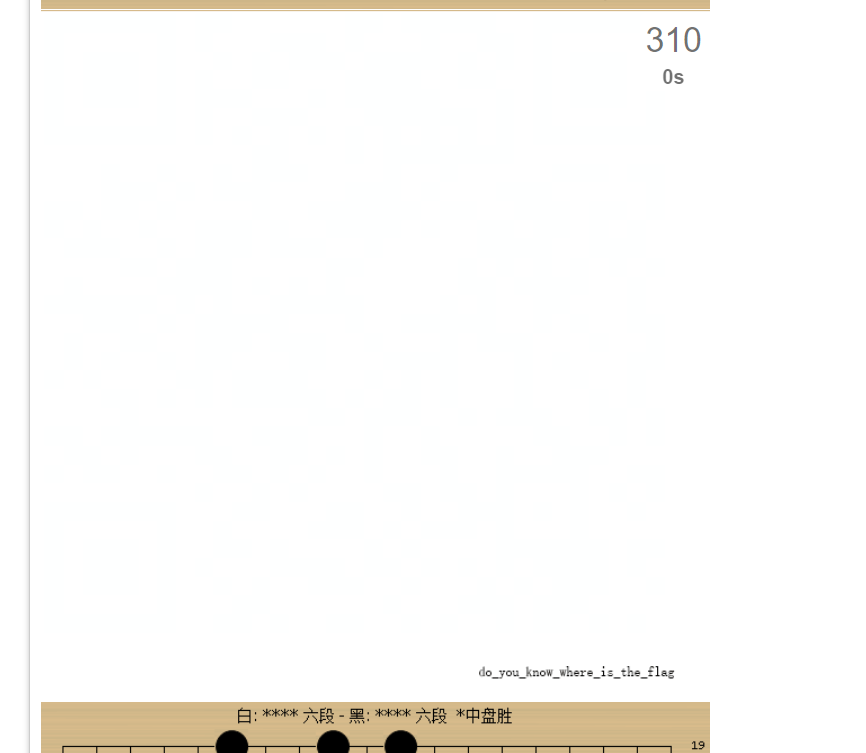 310
0s
do_you_know_where_is_the_flag
白: **** 六段 - 黑: **** 六段 *中盘胜
19